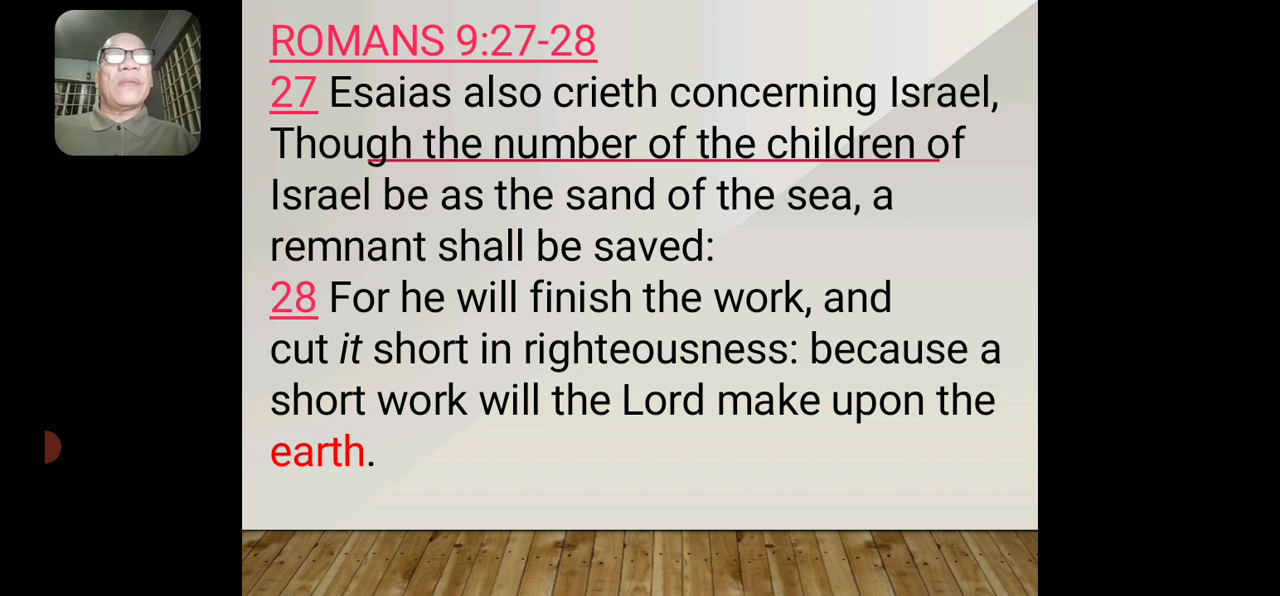 ROMANS 9:27-28
27 Esaias also crieth concerning Israel,
Though the number of the children of
Israel be as the sand of the sea, a
remnant shall be saved:
28 For he will finish the work, and
cut it short in righteousness: because a
short work will the Lord make upon the
earth.